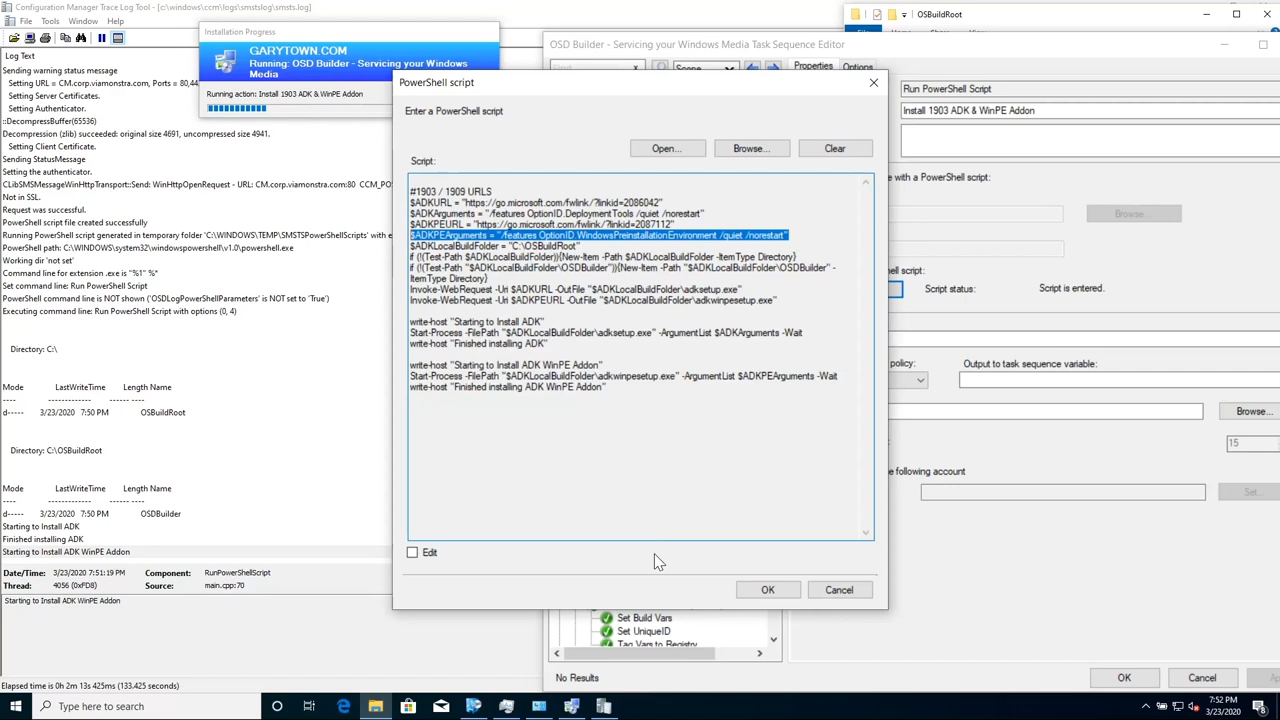 Configuration Manager Trace Log Tool - [c:\windows\ccm\logs\smstslog\smsts.log]
File Tools Window Help
Log Text
Sending warning status message
Setting URL = CM.corp.viamonstra.com, Ports = 80,44
Setting Server Certificates.
Setting Authenticator.
::DecompressBuffer(65536)
Decompression (zlib) succeeded: original size 4691, uncompressed size 4941.
Setting Client Certificate.
Sending StatusMessage
Setting the authenticator.
CLibSMSMessageWinHttpTransport::Send: WinHttpOpenRequest - URL: CM.corp.viamonstra.com:80 CCM_POS
Not in SSL.
Request was successful.
PowerShell script file created successfully
Running PowerShell script generated in temporary folder 'C:\WINDOWS\TEMP\SMSTSPowerShellScripts' with e
PowerShell path: C:\WINDOWS\system32\windowspowershell\v1.0\powershell.exe
Working dir 'not set'
Command line for extension .exe is "%1" %*
Set command line: Run PowerShell Script
PowerShell command line is NOT shown ('OSDLogPowerShellParameters' is NOT set to 'True')
Executing command line: Run PowerShell Script with options (0, 4)
Directory: C:\
Mode LastWriteTime Length Name
---- ------------- ------ ----
d----- 3/23/2020 7:50 PM OSBuildRoot
Directory: C:\OSBuildRoot
Mode LastWriteTime Length Name
---- ------------- ------ ----
d----- 3/23/2020 7:50 PM OSDBuilder
Starting to Install ADK
Finished installing ADK
Starting to Install ADK WinPE Addon
Date/Time: 3/23/2020 7:51:19 PM Component: RunPowerShellScript
Thread: 4056 (0xFD8) Source: main.cpp:70
Starting to Install ADK WinPE Addon
Elapsed time is 0h 2m 13s 425ms (133.425 seconds)
Installation Progress
GARYTOWN.COM
Running: OSD Builder - Servicing your Windows
Media
Running action: Install 1903 ADK & WinPE Addon
PowerShell script
Enter a PowerShell script
Open... Browse... Clear
Script:
#1903 / 1909 URLS
$ADKURL = "https://go.microsoft.com/fwlink/?linkid=2086042"
$ADKArguments = "/features OptionID.DeploymentTools /quiet /norestart"
$ADKPEURL = "https://go.microsoft.com/fwlink/?linkid=2087112"
$ADKPEArguments = "/features OptionID.WindowsPreinstallationEnvironment /quiet /norestart"
$ADKLocalBuildFolder = "C:\OSBuildRoot"
if (!(Test-Path $ADKLocalBuildFolder)){New-Item -Path $ADKLocalBuildFolder -ItemType Directory}
if (!(Test-Path "$ADKLocalBuildFolder\OSDBuilder")){New-Item -Path "$ADKLocalBuildFolder\OSDBuilder" -
ItemType Directory}
Invoke-WebRequest -Uri $ADKURL -OutFile "$ADKLocalBuildFolder\adksetup.exe"
Invoke-WebRequest -Uri $ADKPEURL -OutFile "$ADKLocalBuildFolder\adkwinpesetup.exe"
write-host "Starting to Install ADK"
Start-Process -FilePath "$ADKLocalBuildFolder\adksetup.exe" -ArgumentList $ADKArguments -Wait
write-host "Finished installing ADK"
write-host "Starting to Install ADK WinPE Addon"
Start-Process -FilePath "$ADKLocalBuildFolder\adkwinpesetup.exe" -ArgumentList $ADKPEArguments -Wait
write-host "Finished installing ADK WinPE Addon"
Edit
OK Cancel
OSD Builder - Servicing your Windows Media Task Sequence Editor
Scope
Properties Options
Run PowerShell Script
Install 1903 ADK & WinPE Addon
e with a PowerShell script:
Browse...
ell script:
Script status: Script is entered.
policy: Output to task sequence variable:
Browse...
15
e following account
Set...
Set Build Vars
Set UniqueID
Tag Vars to Registry
No Results
OK Cancel
OSBuildRoot
Type here to search
7:52 PM
3/23/2020